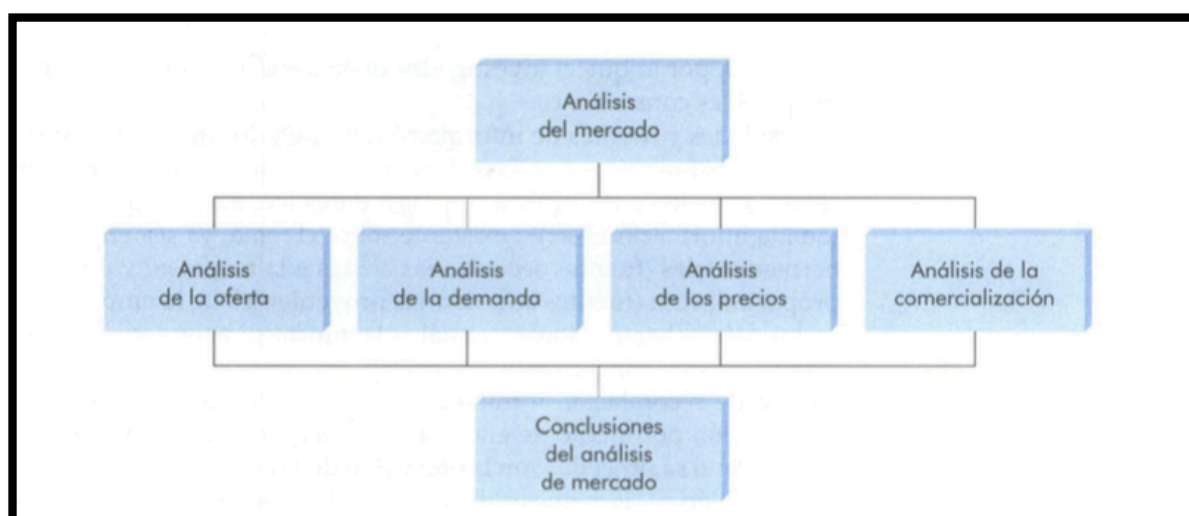 Análisis
del mercado
Análisis
de la oferta
Análisis
de la demanda
Análisis
de los precios
Análisis de la
comercialización
Conclusiones
del análisis
de mercado